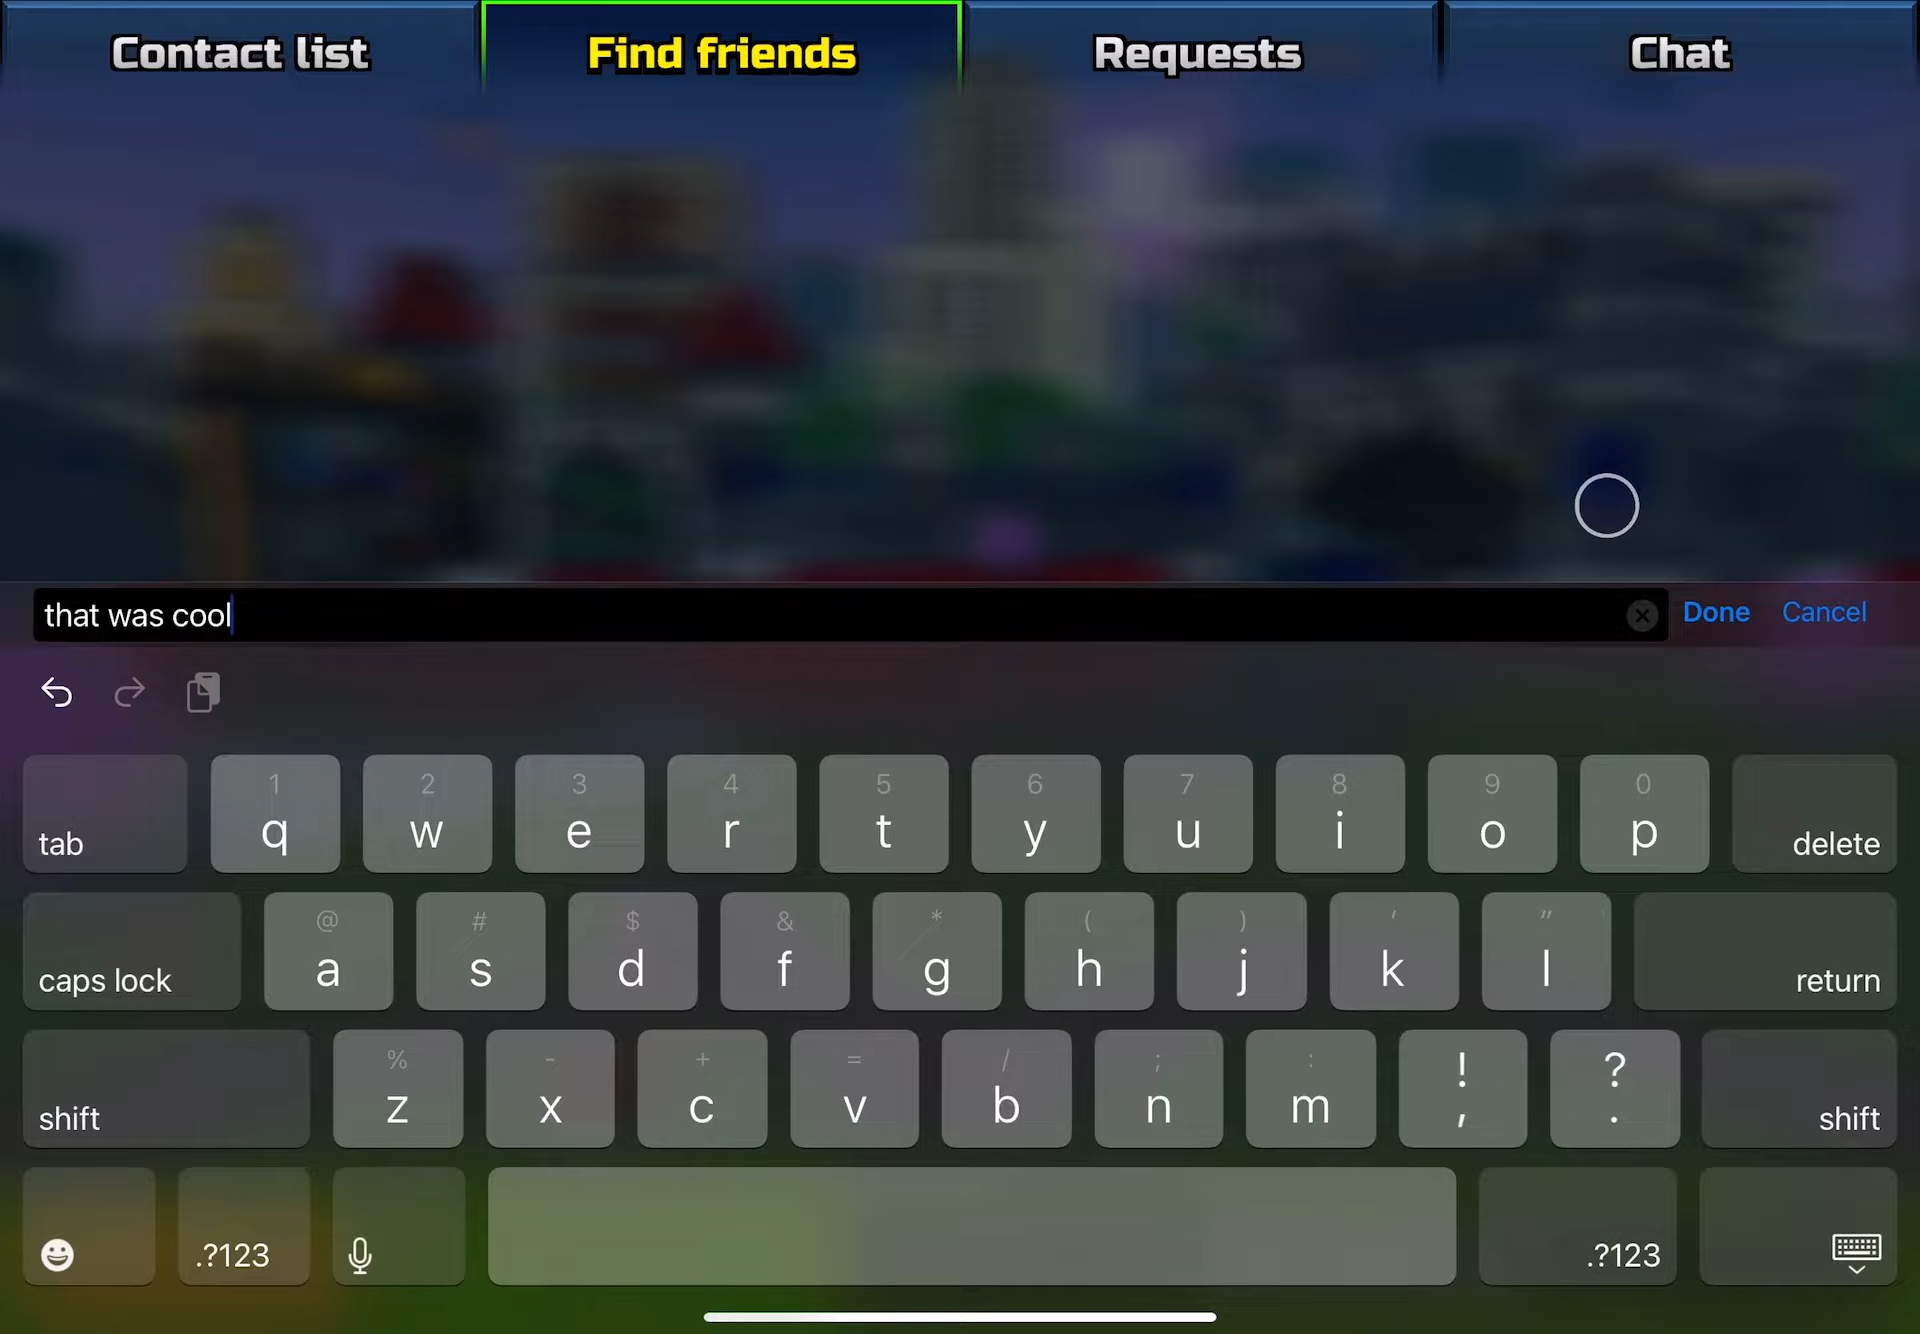 Contact list Find friends Requests Chat
that was cool Done Cancel
1 2 3 4 5 6 7 8 9 0
tab q w e r t y u i o p delete
@ # $ & * ( ) ' "
caps lock a s d f g h j k l return
% - + = / ; : ! ?
shift z x c v b n m , . shift
.?123 .?123